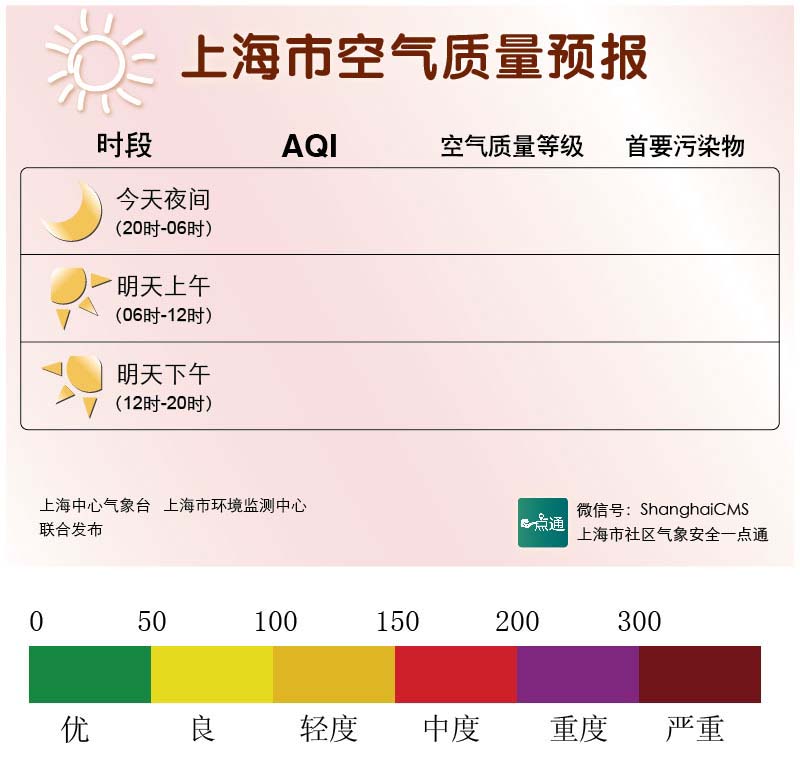 上海市空气质量预报
时段 AQI 空气质量等级 首要污染物
今天夜间
(20时-06时)
明天上午
(06时-12时)
明天下午
(12时-20时)
上海中心气象台 上海市环境监测中心
联合发布
一点通
微信号：ShanghaiCMS
上海市社区气象安全一点通
0 50 100 150 200 300
优 良 轻度 中度 重度 严重